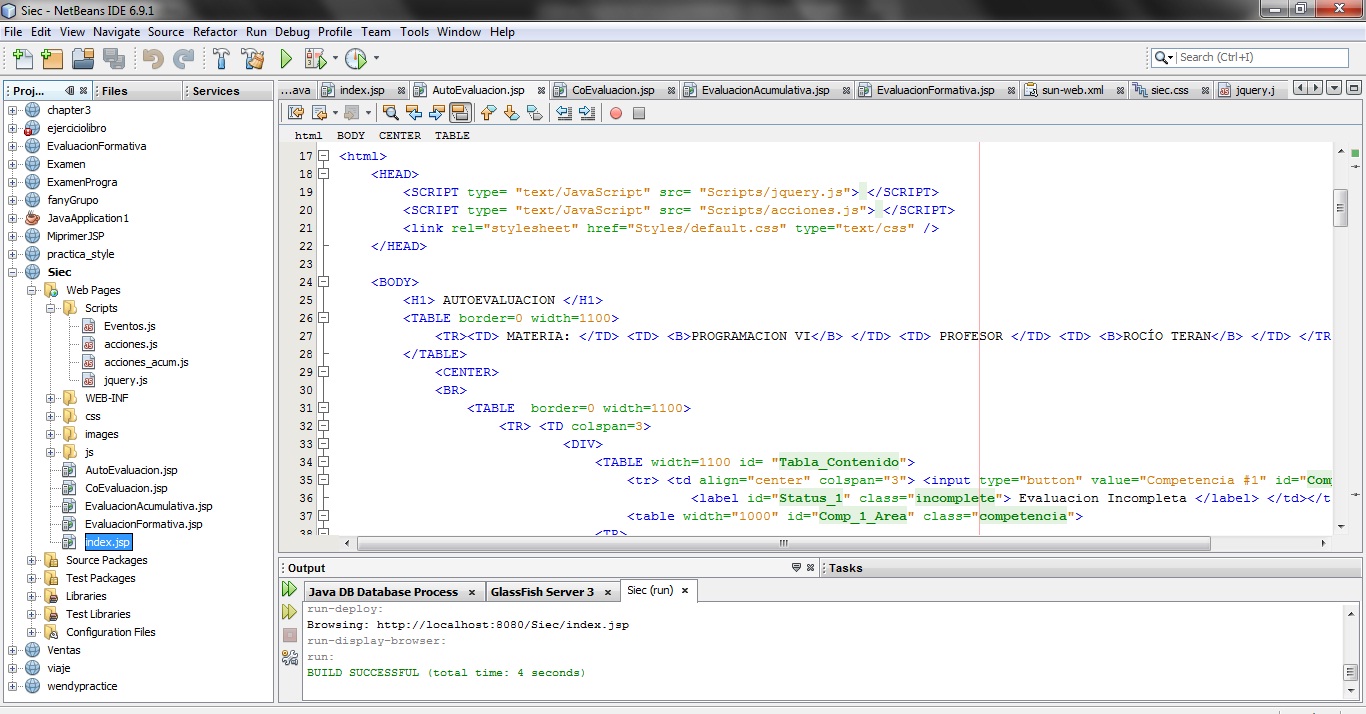 Siec - NetBeans IDE 6.9.1
File Edit View Navigate Source Refactor Run Debug Profile Team Tools Window Help
Search (Ctrl+I)
Proj... Files Services
chapter3
ejerciciolibro
EvaluacionFormativa
Examen
ExamenProgra
fanyGrupo
JavaApplication1
MiprimerJSP
practica_style
Siec
Web Pages
Scripts
Eventos.js
acciones.js
acciones_acum.js
jquery.js
WEB-INF
css
images
js
AutoEvaluacion.jsp
CoEvaluacion.jsp
EvaluacionAcumulativa.jsp
EvaluacionFormativa.jsp
index.jsp
Source Packages
Test Packages
Libraries
Test Libraries
Configuration Files
Ventas
viaje
wendypractice
...ava index.jsp AutoEvaluacion.jsp CoEvaluacion.jsp EvaluacionAcumulativa.jsp EvaluacionFormativa.jsp sun-web.xml siec.css jquery.j
html BODY CENTER TABLE
17 <html>
18 <HEAD>
19 <SCRIPT type= "text/JavaScript" src= "Scripts/jquery.js"> </SCRIPT>
20 <SCRIPT type= "text/JavaScript" src= "Scripts/acciones.js"> </SCRIPT>
21 <link rel="stylesheet" href="Styles/default.css" type="text/css" />
22 </HEAD>
23
24 <BODY>
25 <H1> AUTOEVALUACION </H1>
26 <TABLE border=0 width=1100>
27 <TR><TD> MATERIA: </TD> <TD> <B>PROGRAMACION VI</B> </TD> <TD> PROFESOR </TD> <TD> <B>ROCÍO TERAN</B> </TD> </TR
28 </TABLE>
29 <CENTER>
30 <BR>
31 <TABLE border=0 width=1100>
32 <TR> <TD colspan=3>
33 <DIV>
34 <TABLE width=1100 id= "Tabla_Contenido">
35 <tr> <td align="center" colspan="3"> <input type="button" value="Competencia #1" id="Com
36 <label id="Status_1" class="incomplete"> Evaluacion Incompleta </label> </td></t
37 <table width="1000" id="Comp_1_Area" class="competencia">
38 <TR>
Output Tasks
Java DB Database Process GlassFish Server 3 Siec (run)
run-deploy:
Browsing: http://localhost:8080/Siec/index.jsp
run-display-browser:
run:
BUILD SUCCESSFUL (total time: 4 seconds)